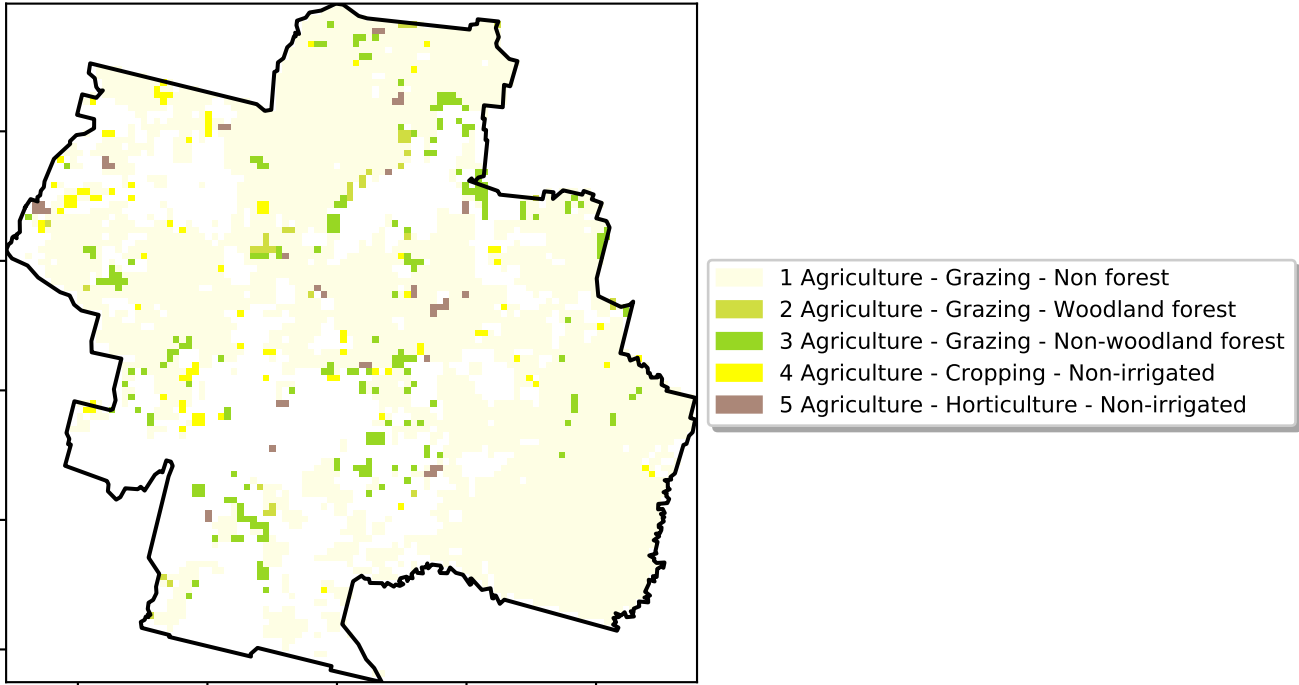 1 Agriculture - Grazing - Non forest
2 Agriculture - Grazing - Woodland forest
3 Agriculture - Grazing - Non-woodland forest
4 Agriculture - Cropping - Non-irrigated
5 Agriculture - Horticulture - Non-irrigated